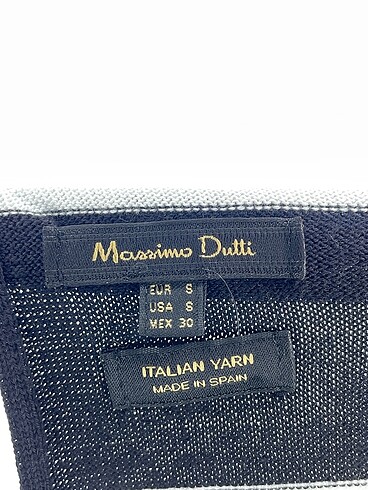 Massimo Dutti
EUR S
USA S
MEX 30
ITALIAN YARN
MADE IN SPAIN